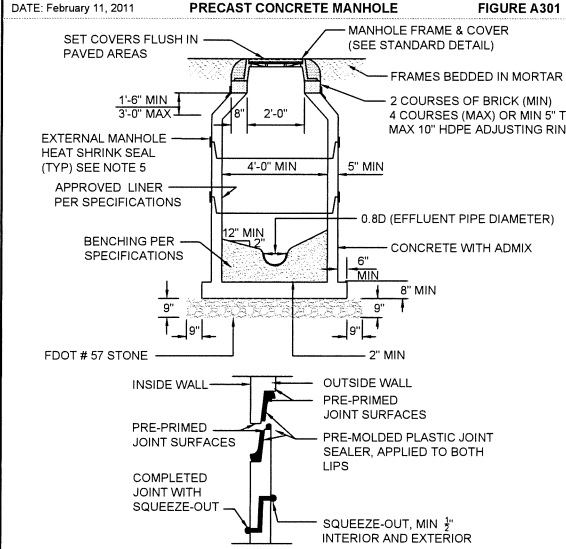 DATE: February 11, 2011
PRECAST CONCRETE MANHOLE
FIGURE A301
SET COVERS FLUSH IN
PAVED AREAS
MANHOLE FRAME & COVER
(SEE STANDARD DETAIL)
FRAMES BEDDED IN MORTAR
1'-6" MIN
3'-0" MAX
8"
2'-0"
2 COURSES OF BRICK (MIN)
4 COURSES (MAX) OR MIN 5" T
MAX 10" HDPE ADJUSTING RIN
EXTERNAL MANHOLE
HEAT SHRINK SEAL
(TYP) SEE NOTE 5
4'-0" MIN
5" MIN
APPROVED LINER
PER SPECIFICATIONS
12" MIN
2"
0.8D (EFFLUENT PIPE DIAMETER)
BENCHING PER
SPECIFICATIONS
CONCRETE WITH ADMIX
6"
MIN
8" MIN
9"
9"
9"
9"
FDOT # 57 STONE
2" MIN
INSIDE WALL
OUTSIDE WALL
PRE-PRIMED
JOINT SURFACES
PRE-PRIMED
JOINT SURFACES
PRE-MOLDED PLASTIC JOINT
SEALER, APPLIED TO BOTH
LIPS
COMPLETED
JOINT WITH
SQUEEZE-OUT
SQUEEZE-OUT, MIN ½"
INTERIOR AND EXTERIOR